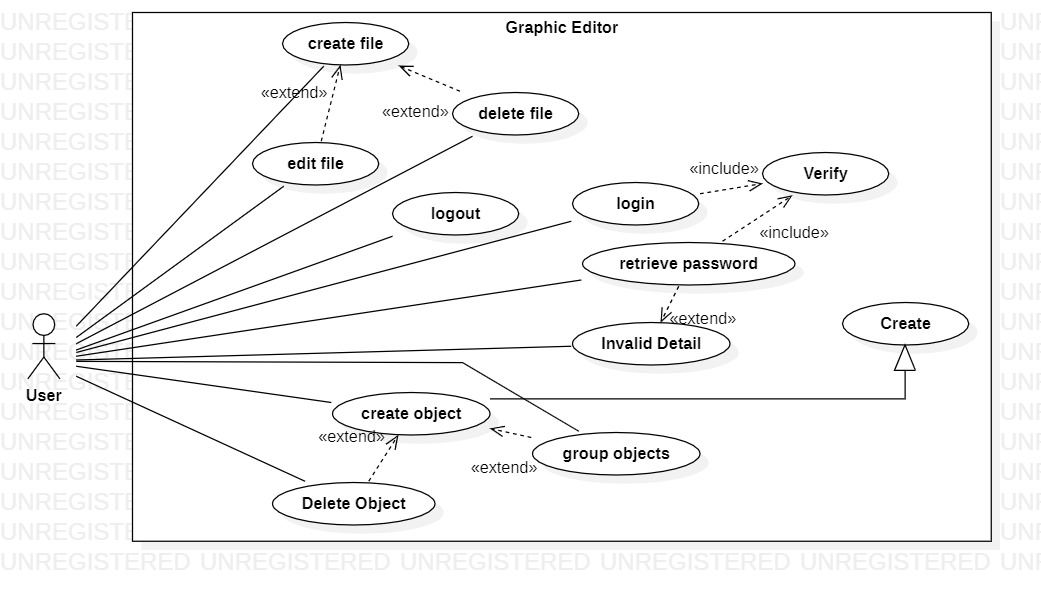 Graphic Editor
create file
«extend»
«extend»
delete file
edit file
«include»
Verify
logout
login
«include»
retrieve password
«extend»
Create
Invalid Detail
User
create object
«extend»
group objects
«extend»
Delete Object
UNREGISTERED UNREGISTERED UNREGISTERED UNREGISTERED UNREGISTERED